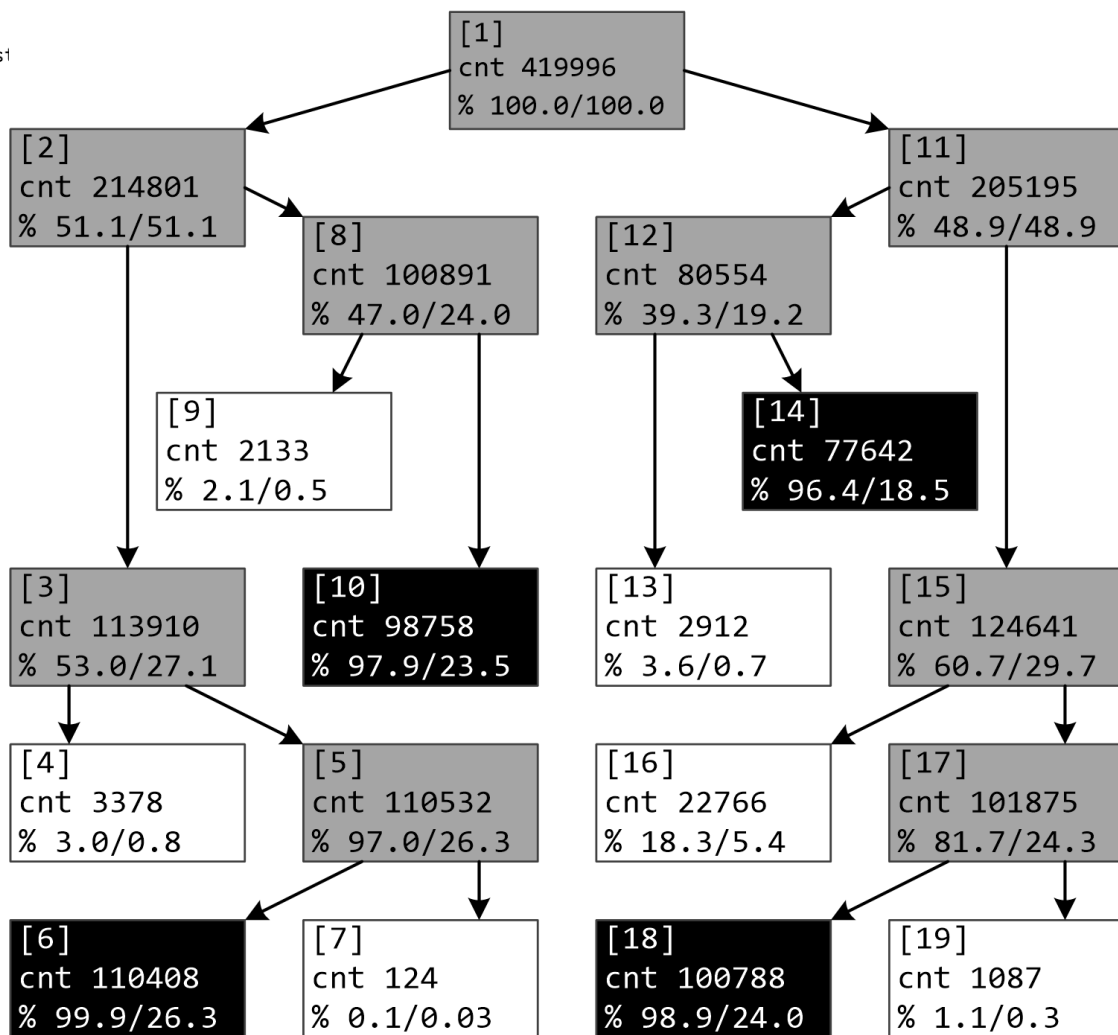 st
[1]
cnt 419996
% 100.0/100.0
[2]
cnt 214801
% 51.1/51.1
[11]
cnt 205195
% 48.9/48.9
[8]
cnt 100891
% 47.0/24.0
[12]
cnt 80554
% 39.3/19.2
[9]
cnt 2133
% 2.1/0.5
[14]
cnt 77642
% 96.4/18.5
[3]
cnt 113910
% 53.0/27.1
[10]
cnt 98758
% 97.9/23.5
[13]
cnt 2912
% 3.6/0.7
[15]
cnt 124641
% 60.7/29.7
[4]
cnt 3378
% 3.0/0.8
[5]
cnt 110532
% 97.0/26.3
[16]
cnt 22766
% 18.3/5.4
[17]
cnt 101875
% 81.7/24.3
[6]
cnt 110408
% 99.9/26.3
[7]
cnt 124
% 0.1/0.03
[18]
cnt 100788
% 98.9/24.0
[19]
cnt 1087
% 1.1/0.3